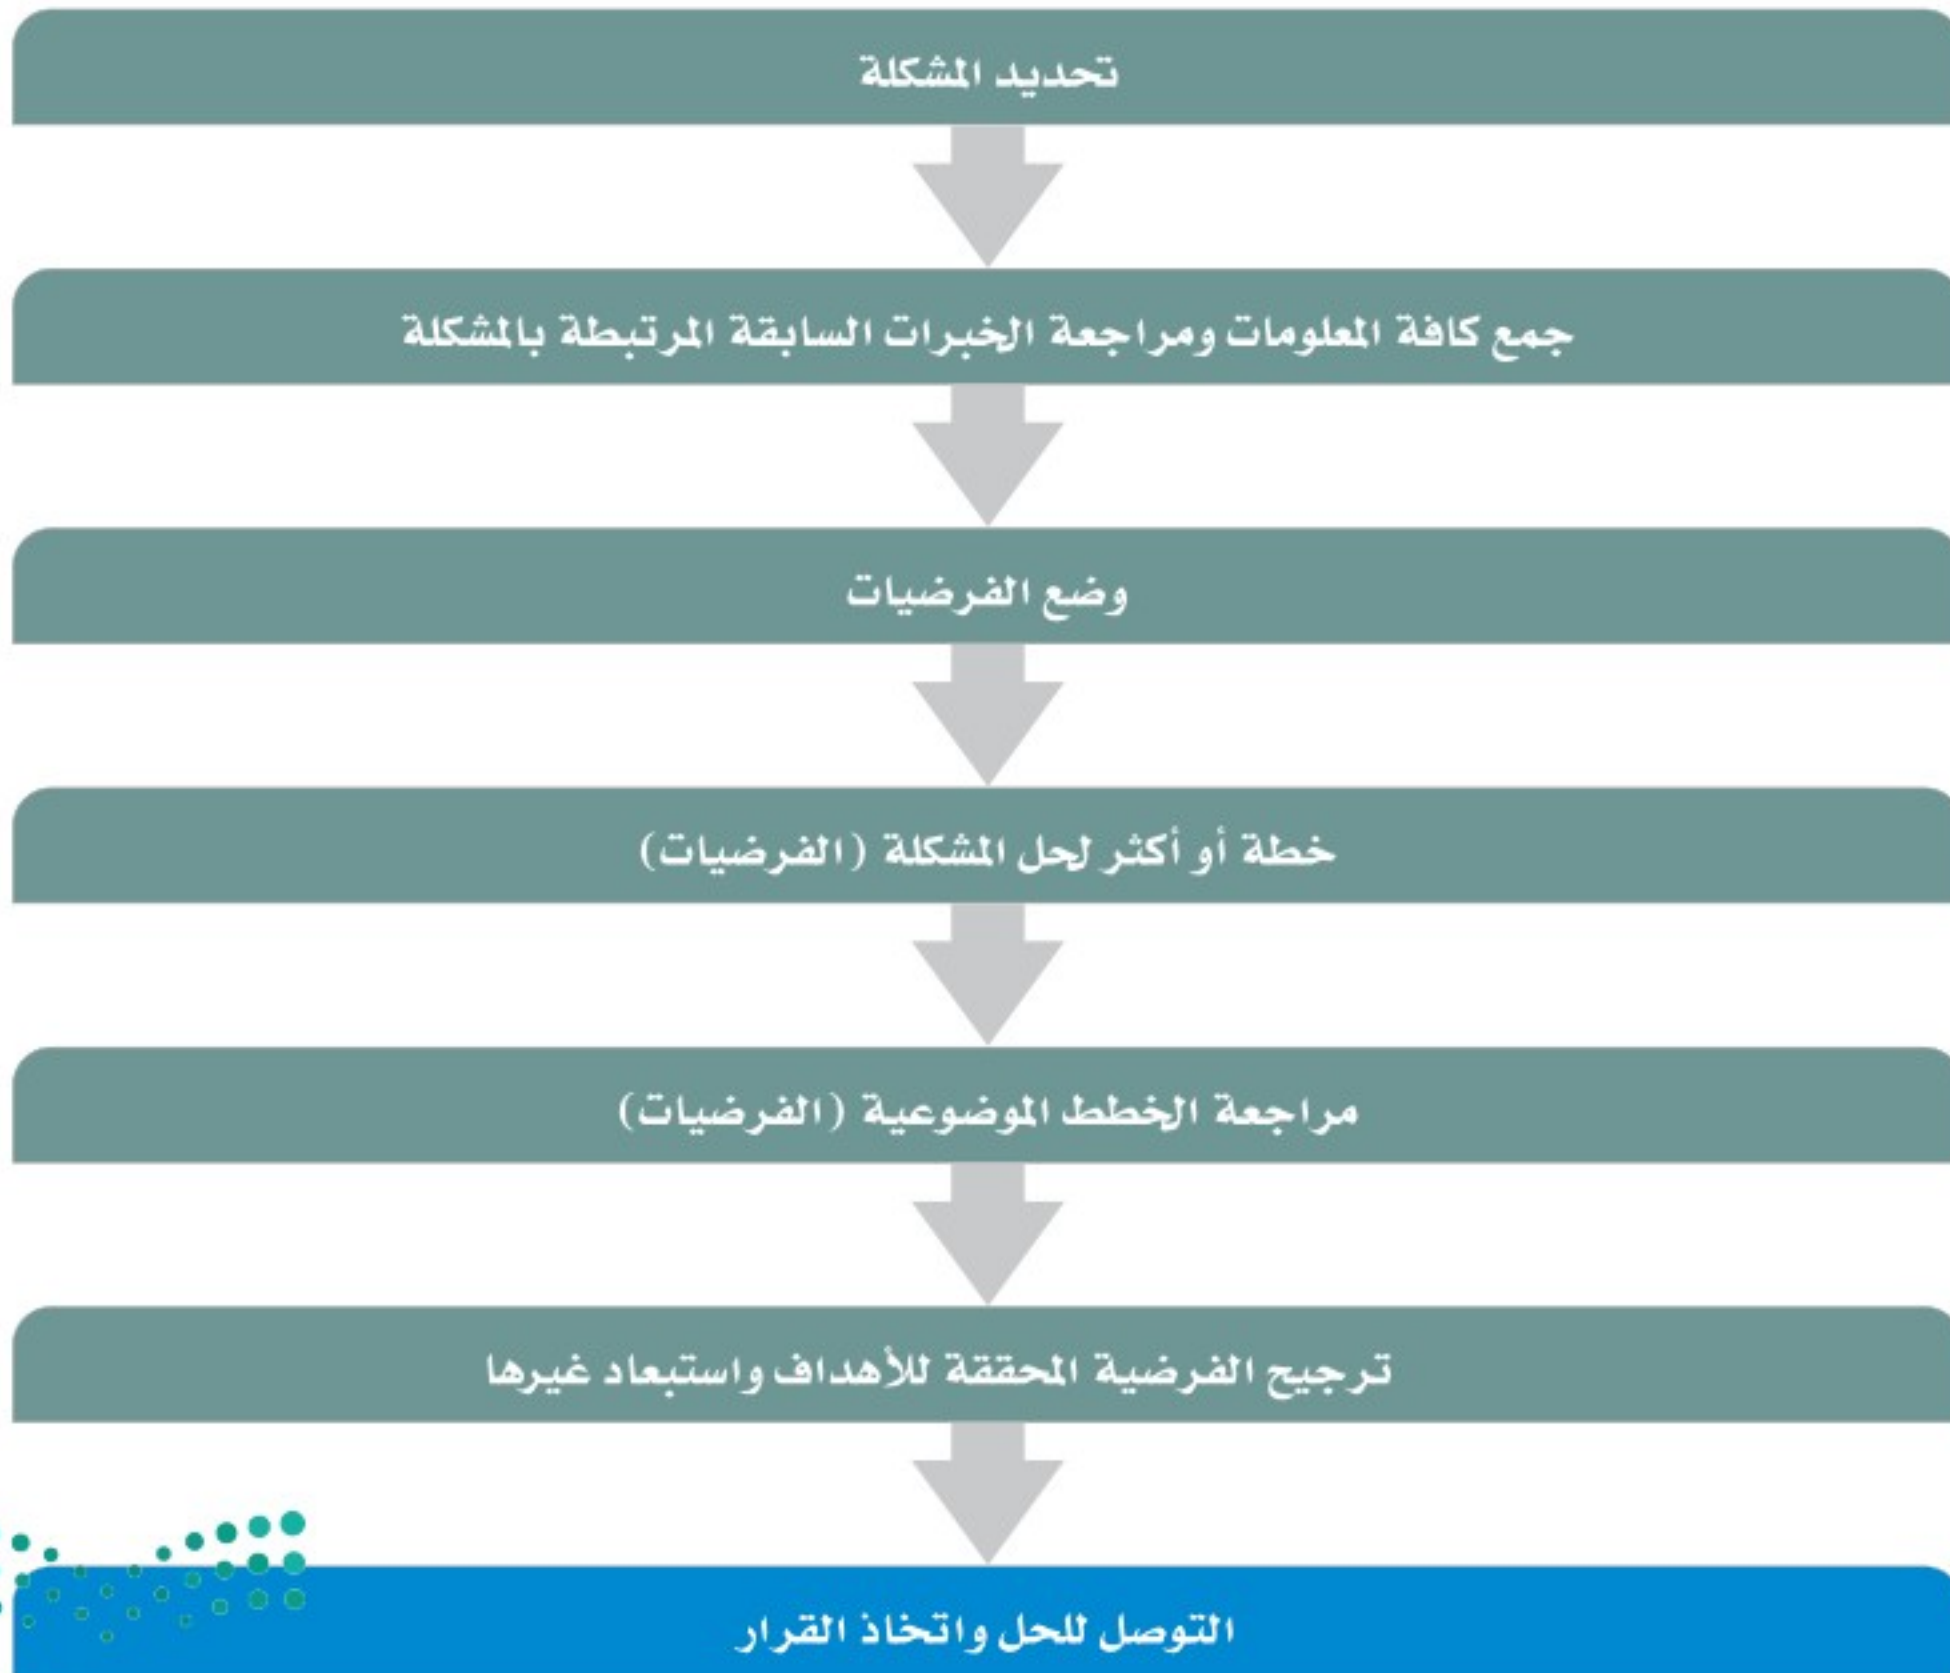 تحديد المشكلة
جمع كافة المعلومات ومراجعة الخبرات السابقة المرتبطة بالمشكلة
وضع الفرضيات
خطة أو أكثر لحل المشكلة (الفرضيات)
مراجعة الخطط الموضوعية (الفرضيات)
ترجيح الفرضية المحققة للأهداف واستبعاد غيرها
التوصل للحل واتخاذ القرار